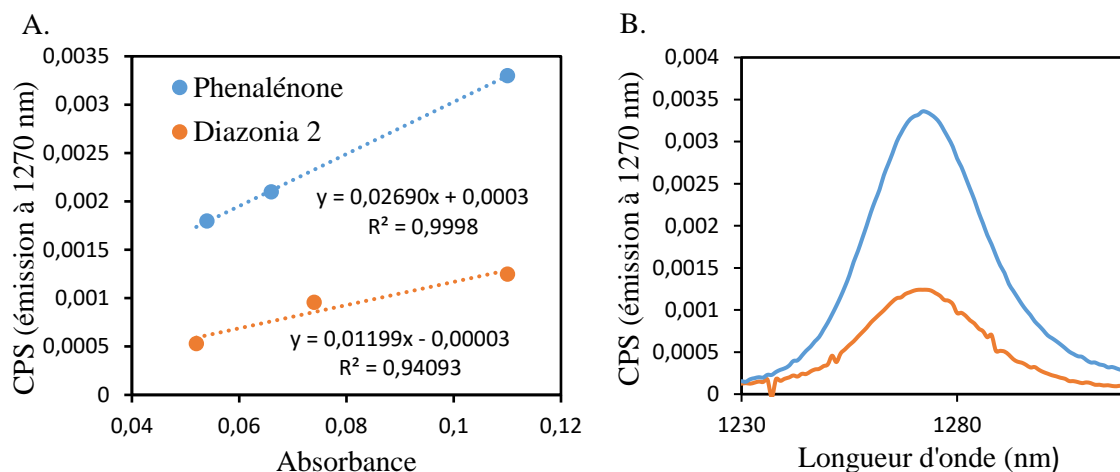 A.
CPS (émission à 1270 nm)
0,0035
0,003
0,0025
0,002
0,0015
0,001
0,0005
0
Phenalénone
Diazonia 2
y = 0,02690x + 0,0003
R² = 0,9998
y = 0,01199x - 0,00003
R² = 0,94093
0,04
0,06
0,08
0,1
0,12
Absorbance
B.
CPS (émission à 1270 nm)
0,004
0,0035
0,003
0,0025
0,002
0,0015
0,001
0,0005
0
1230
1280
Longueur d'onde (nm)